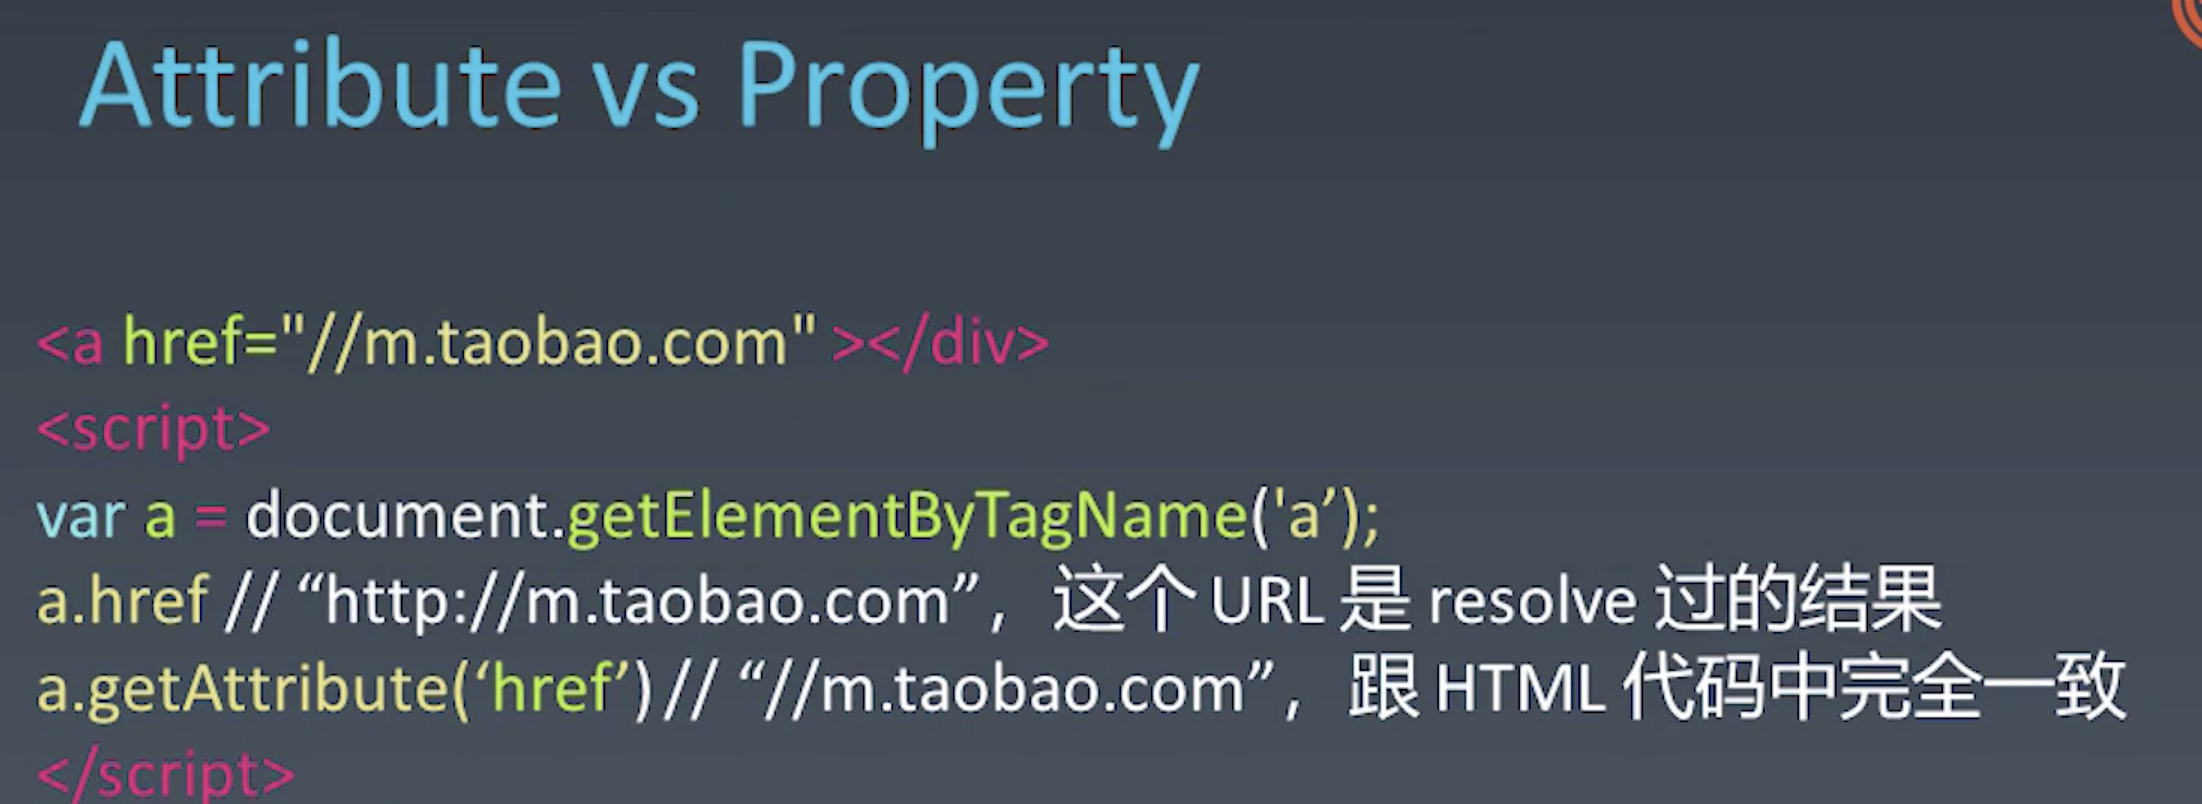 Attribute vs Property
<a href="//m.taobao.com" ></div>
<script>
var a = document.getElementByTagName('a’);
a.href // “http://m.taobao.com”，这个 URL 是 resolve 过的结果
a.getAttribute(‘href’) // “//m.taobao.com”，跟 HTML 代码中完全一致
</script>